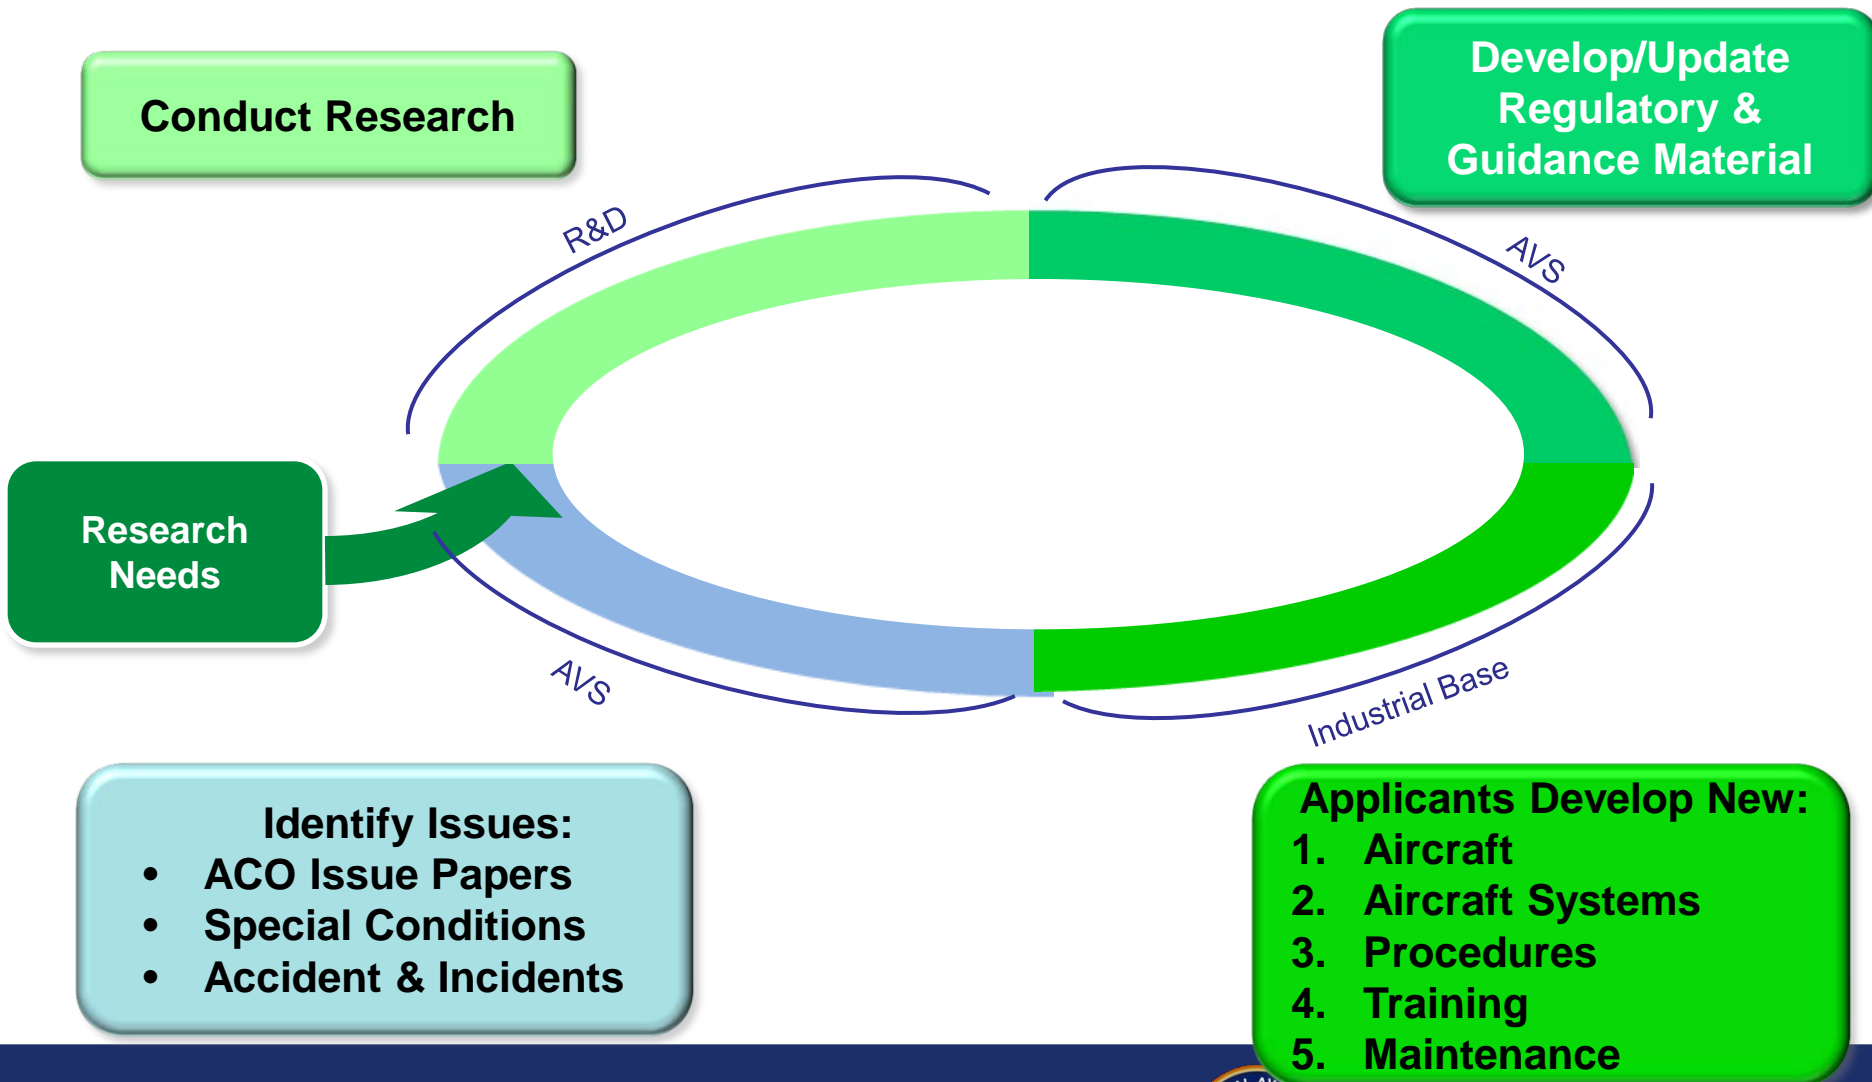 Conduct Research
Develop/Update
Regulatory &
Guidance Material
R&D
AVS
Research
Needs
AVS
Industrial Base
Identify Issues:
• ACO Issue Papers
• Special Conditions
• Accident & Incidents
Applicants Develop New:
1. Aircraft
2. Aircraft Systems
3. Procedures
4. Training
5. Maintenance